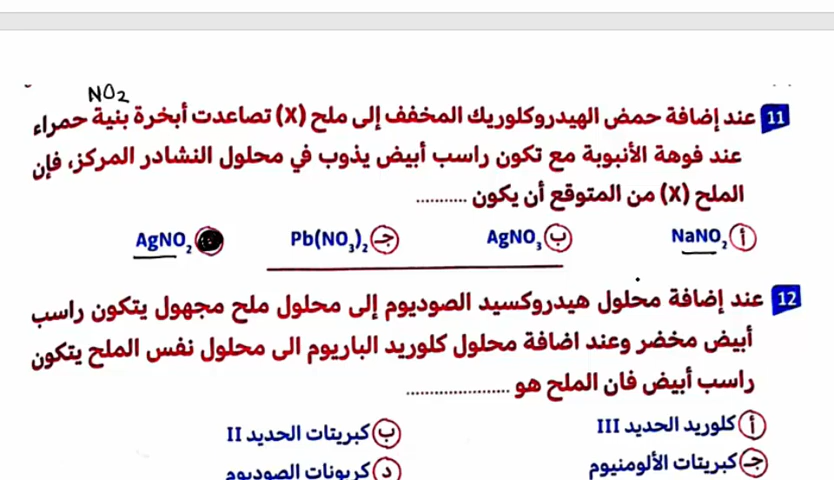 NO2
11 عند إضافة حمض الهيدروكلوريك المخفف إلى ملح (X) تصاعدت أبخرة بنية حمراء
عند فوهة الأنبوبة مع تكون راسب أبيض يذوب في محلول النشادر المركز، فإن
الملح (X) من المتوقع أن يكون ...........
أ NaNO₂ ب AgNO₃ جـ Pb(NO₃)₂ AgNO₂
12 عند إضافة محلول هيدروكسيد الصوديوم إلى محلول ملح مجهول يتكون راسب
أبيض مخضر وعند اضافة محلول كلوريد الباريوم الى محلول نفس الملح يتكون
راسب أبيض فان الملح هو ....................
أ كلوريد الحديد III ب كبريتات الحديد II
جـ كبريتات الألومنيوم د كربونات الصوديوم